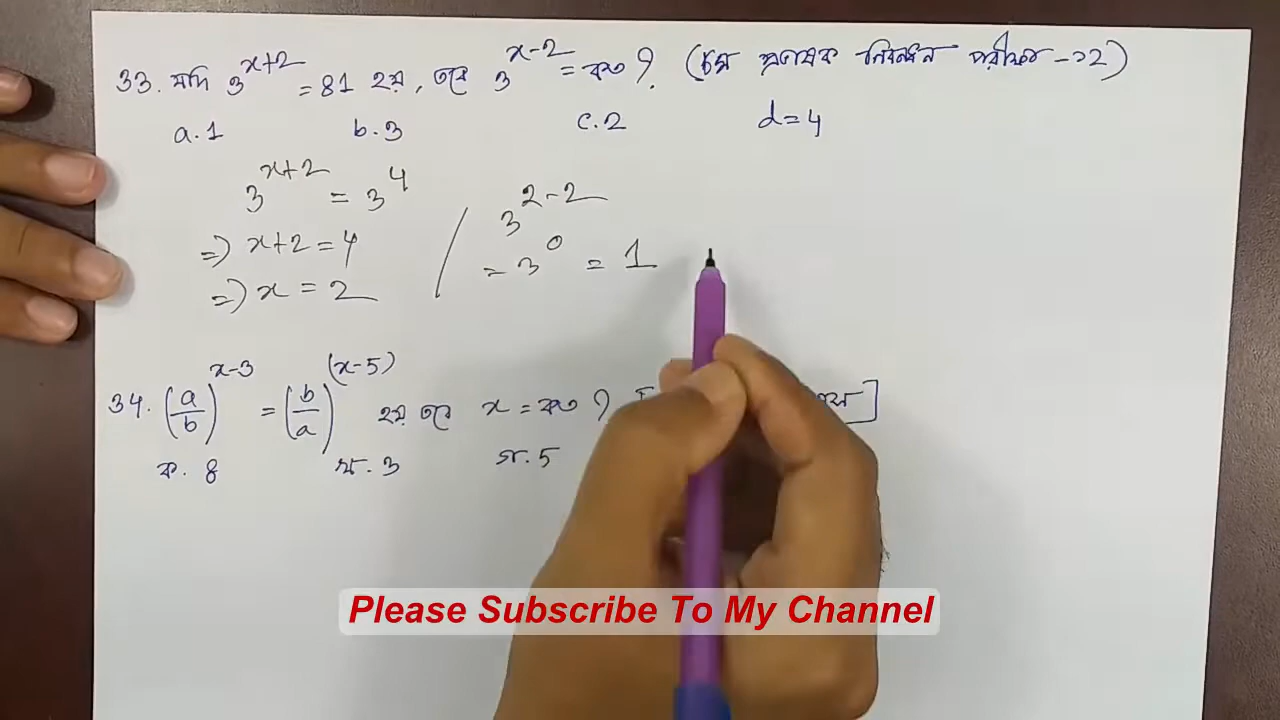 33. যদি 3^{x+2} = 81 হয়, তবে 3^{x-2} = কত ? (৮ম প্রভাষক নিবন্ধন পরীক্ষা -১২)
a. 1 b. 3 c. 2 d = 4
3^{x+2} = 3^4
⇒ x+2 = 4
⇒ x = 2
/ 3^{2-2}
= 3^0 = 1
34. (a/b)^{x-3} = (b/a)^{(x-5)} হয় তবে x = কত ? [ ]
ক. 8 খ. 3 গ. 5
Please Subscribe To My Channel